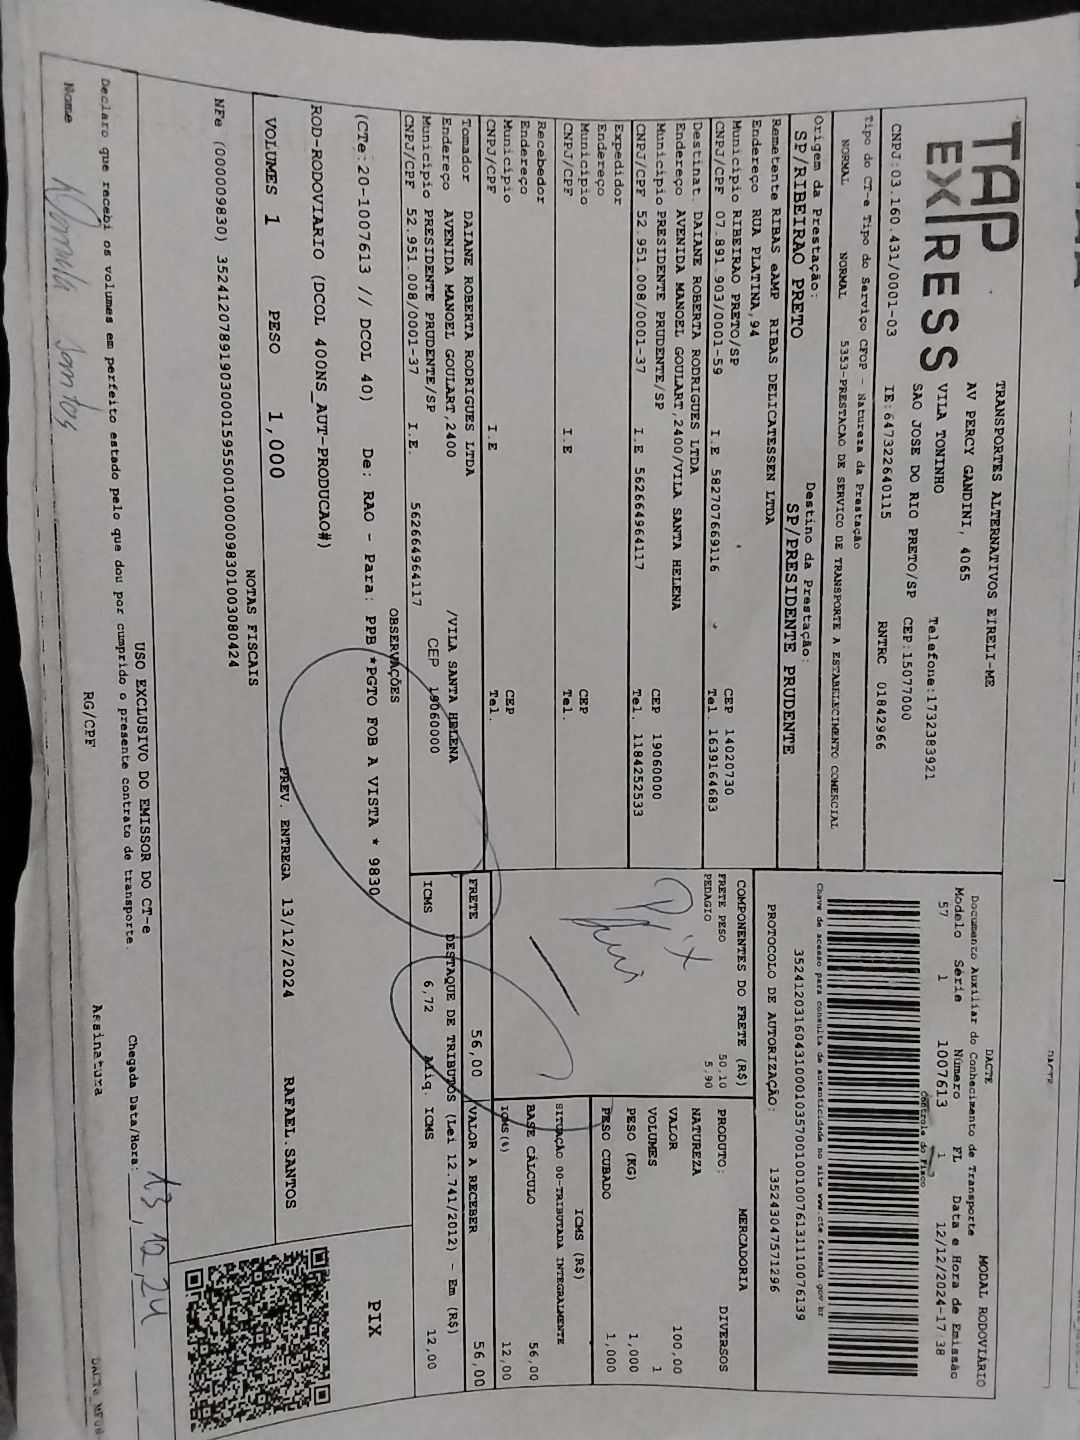 TAP
EXPRESS
TRANSPORTES ALTERNATIVOS EIRELI-ME
AV PERCY GANDINI, 4065
VILA TONINHO Telefone:1732383921
SAO JOSE DO RIO PRETO/SP CEP:15077000
CNPJ:03.160.431/0001-03 IE:647322640115 RNTRC 01842966
Tipo do CT-e Tipo do Serviço CFOP - Natureza da Prestação
NORMAL NORMAL 5353-PRESTACAO DE SERVICO DE TRANSPORTE A ESTABELECIMENTO COMERCIAL
Origem da Prestação: Destino da Prestação:
SP/RIBEIRAO PRETO SP/PRESIDENTE PRUDENTE
DACTE MODAL RODOVIÁRIO
Documento Auxiliar do Conhecimento de Transporte
Modelo Série Número FL Data e Hora de Emissão
57 1 1007613 1 12/12/2024-17:38
Controle do Fisco
Chave de acesso para consulta de autenticidade no site www.cte.fazenda.gov.br
35241203160431000103570010010076131110076139
PROTOCOLO DE AUTORIZAÇÃO: 135243047571296
Remetente RIBAS eAMP RIBAS DELICATESSEN LTDA
Endereço RUA PLATINA,94
Município RIBEIRAO PRETO/SP CEP 14020730
CNPJ/CPF 07.891.903/0001-59 I.E 582707669116 Tel. 1639164683
Destinat. DAIANE ROBERTA RODRIGUES LTDA
Endereço AVENIDA MANOEL GOULART,2400/VILA SANTA HELENA
Município PRESIDENTE PRUDENTE/SP CEP 19060000
CNPJ/CPF 52.951.008/0001-37 I.E 562664964117 Tel. 1184252533
Expedidor
Endereço
Município CEP
CNPJ/CPF I.E Tel.
Recebedor
Endereço
Município CEP
CNPJ/CPF I.E Tel.
Tomador DAIANE ROBERTA RODRIGUES LTDA
Endereço AVENIDA MANOEL GOULART,2400 /VILA SANTA HELENA
Município PRESIDENTE PRUDENTE/SP CEP 19060000
CNPJ/CPF 52.951.008/0001-37 I.E. 562664964117
COMPONENTES DO FRETE (R$)
FRETE PESO 50,10
PEDAGIO 5,90
Pix
MERCADORIA
PRODUTO: DIVERSOS
NATUREZA
VALOR 100,00
VOLUMES 1
PESO (KG) 1,000
PESO CUBADO 1,000
ICMS (R$)
SITUAÇÃO 00-TRIBUTADA INTEGRALMENTE
BASE CÁLCULO 56,00
ICMS(%) 12,00
FRETE 56,00 VALOR A RECEBER 56,00
DESTAQUE DE TRIBUTOS (Lei 12.741/2012) - Em (R$)
ICMS 6,72 Aliq. ICMS 12,00
OBSERVAÇÕES
(CTe:20-1007613 // DCOL 40) De: RAO - Para: PPB *PGTO FOB A VISTA * 9830
ROD-RODOVIARIO (DCOL 400NS_AUT-PRODUCAO#)
PIX
VOLUMES 1 PESO 1,000 PREV. ENTREGA 13/12/2024 RAFAEL.SANTOS
NOTAS FISCAIS
NFe (000009830) 35241207891903000159550010000098301003080424
USO EXCLUSIVO DO EMISSOR DO CT-e
Declaro que recebi os volumes em perfeito estado pelo que dou por cumprido o presente contrato de transporte. Chegada Data/Hora: 13/12/24
Nome Santos RG/CPF Assinatura